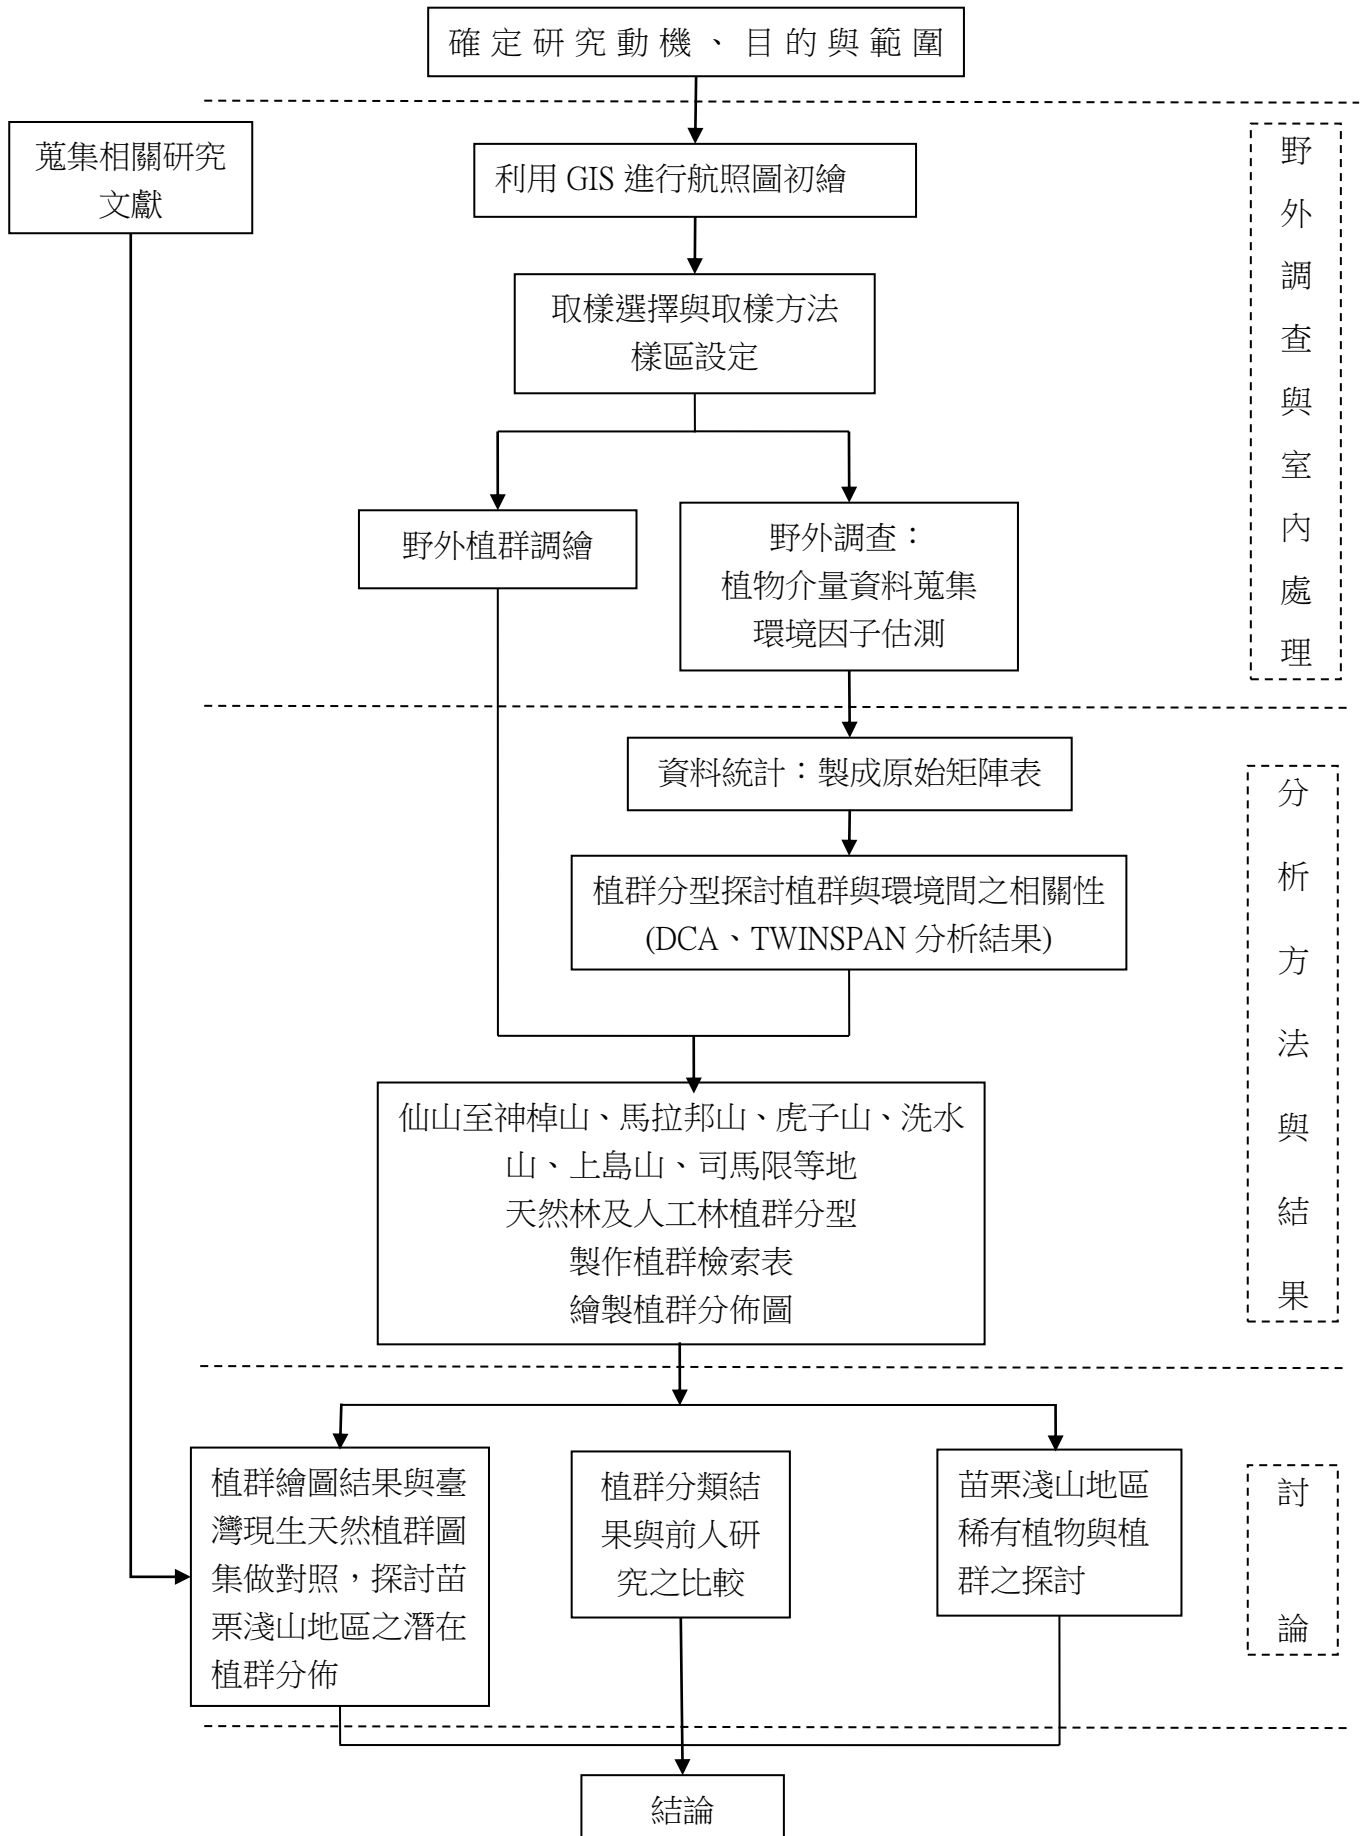 確定研究動機、目的與範圍
蒐集相關研究
文獻
利用 GIS 進行航照圖初繪
取樣選擇與取樣方法
樣區設定
野外植群調繪
野外調查：
植物介量資料蒐集
環境因子估測
野外調查與室內處理
資料統計：製成原始矩陣表
植群分型探討植群與環境間之相關性
(DCA、TWINSPAN 分析結果)
仙山至神棹山、馬拉邦山、虎子山、洗水
山、上島山、司馬限等地
天然林及人工林植群分型
製作植群檢索表
繪製植群分佈圖
分析方法與結果
植群繪圖結果與臺
灣現生天然植群圖
集做對照，探討苗
栗淺山地區之潛在
植群分佈
植群分類結
果與前人研
究之比較
苗栗淺山地區
稀有植物與植
群之探討
討論
結論